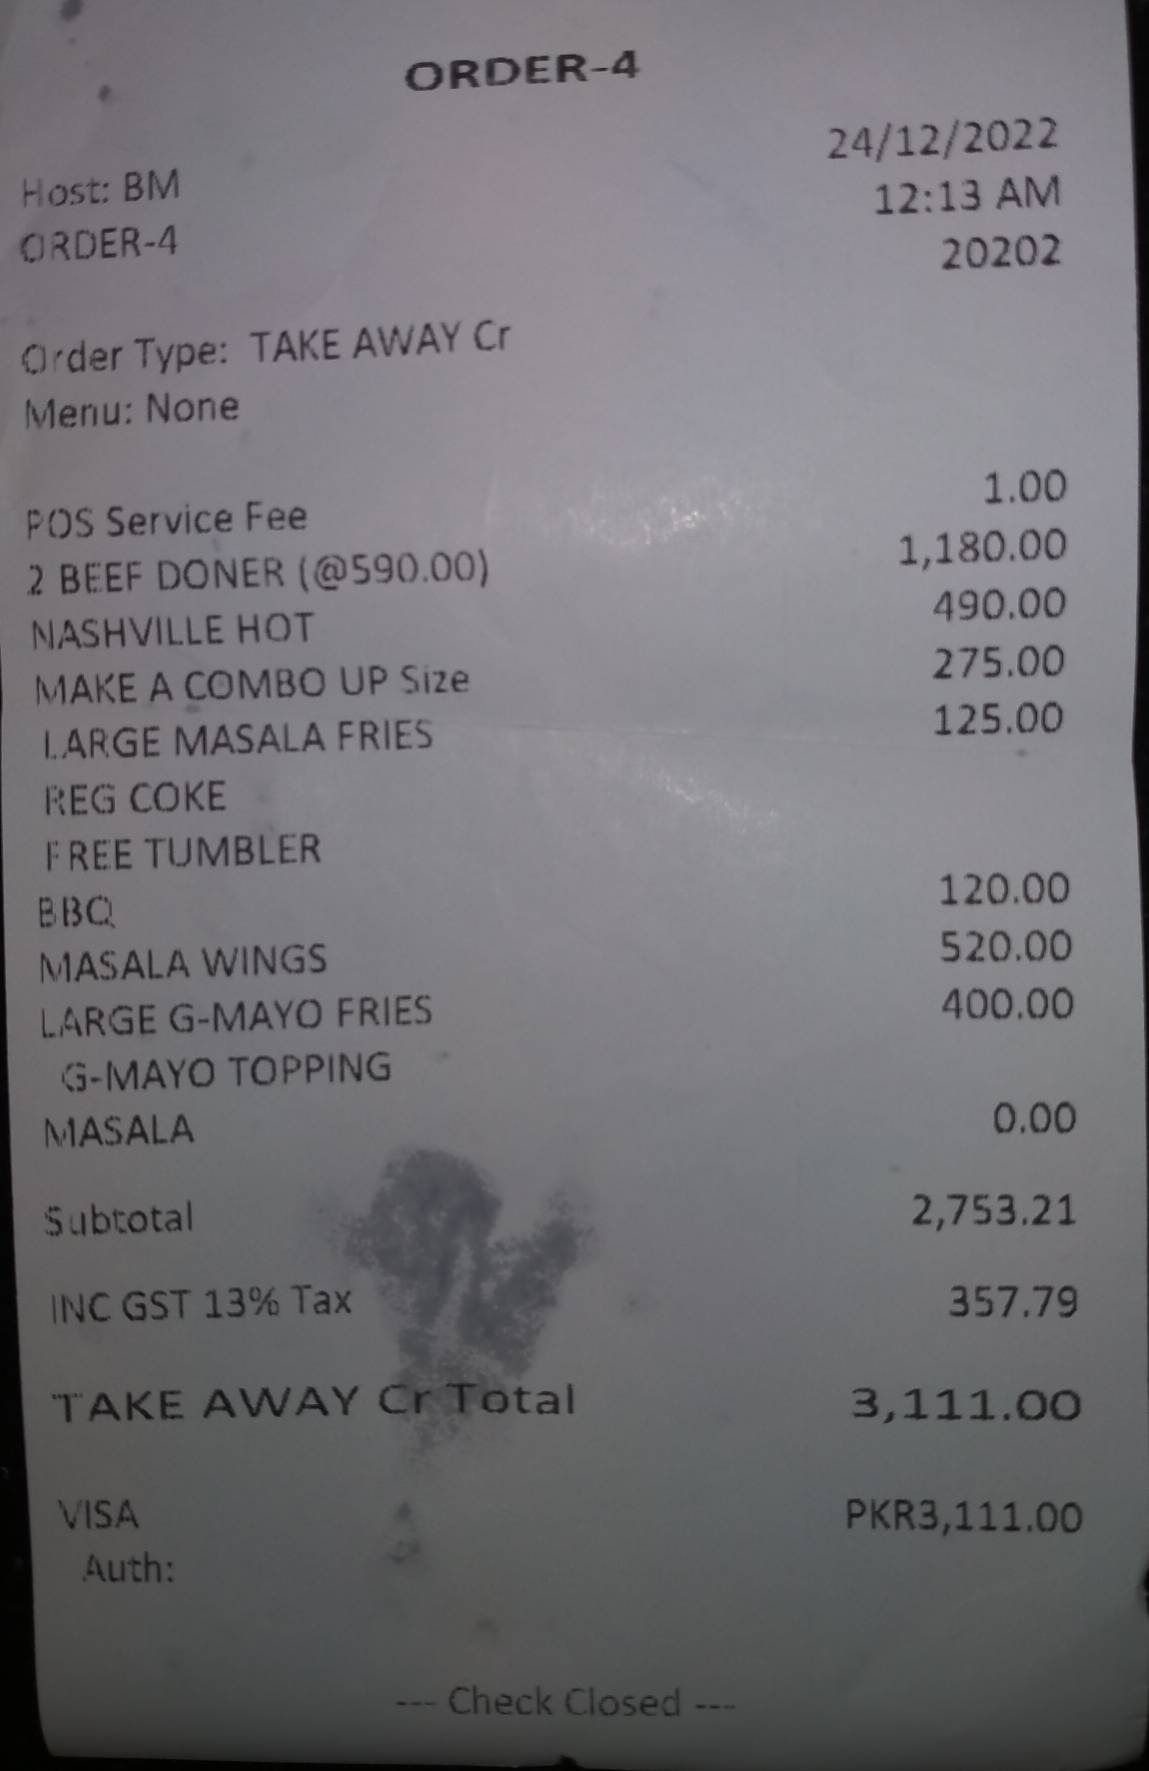 ORDER-4
24/12/2022
Host: BM 12:13 AM
ORDER-4 20202
Order Type: TAKE AWAY Cr
Menu: None
POS Service Fee 1.00
2 BEEF DONER (@590.00) 1,180.00
NASHVILLE HOT 490.00
MAKE A COMBO UP Size 275.00
LARGE MASALA FRIES 125.00
REG COKE
FREE TUMBLER
BBQ 120.00
MASALA WINGS 520.00
LARGE G-MAYO FRIES 400.00
G-MAYO TOPPING
MASALA 0.00
Subtotal 2,753.21
INC GST 13% Tax 357.79
TAKE AWAY Cr Total 3,111.00
VISA PKR3,111.00
Auth:
--- Check Closed ---